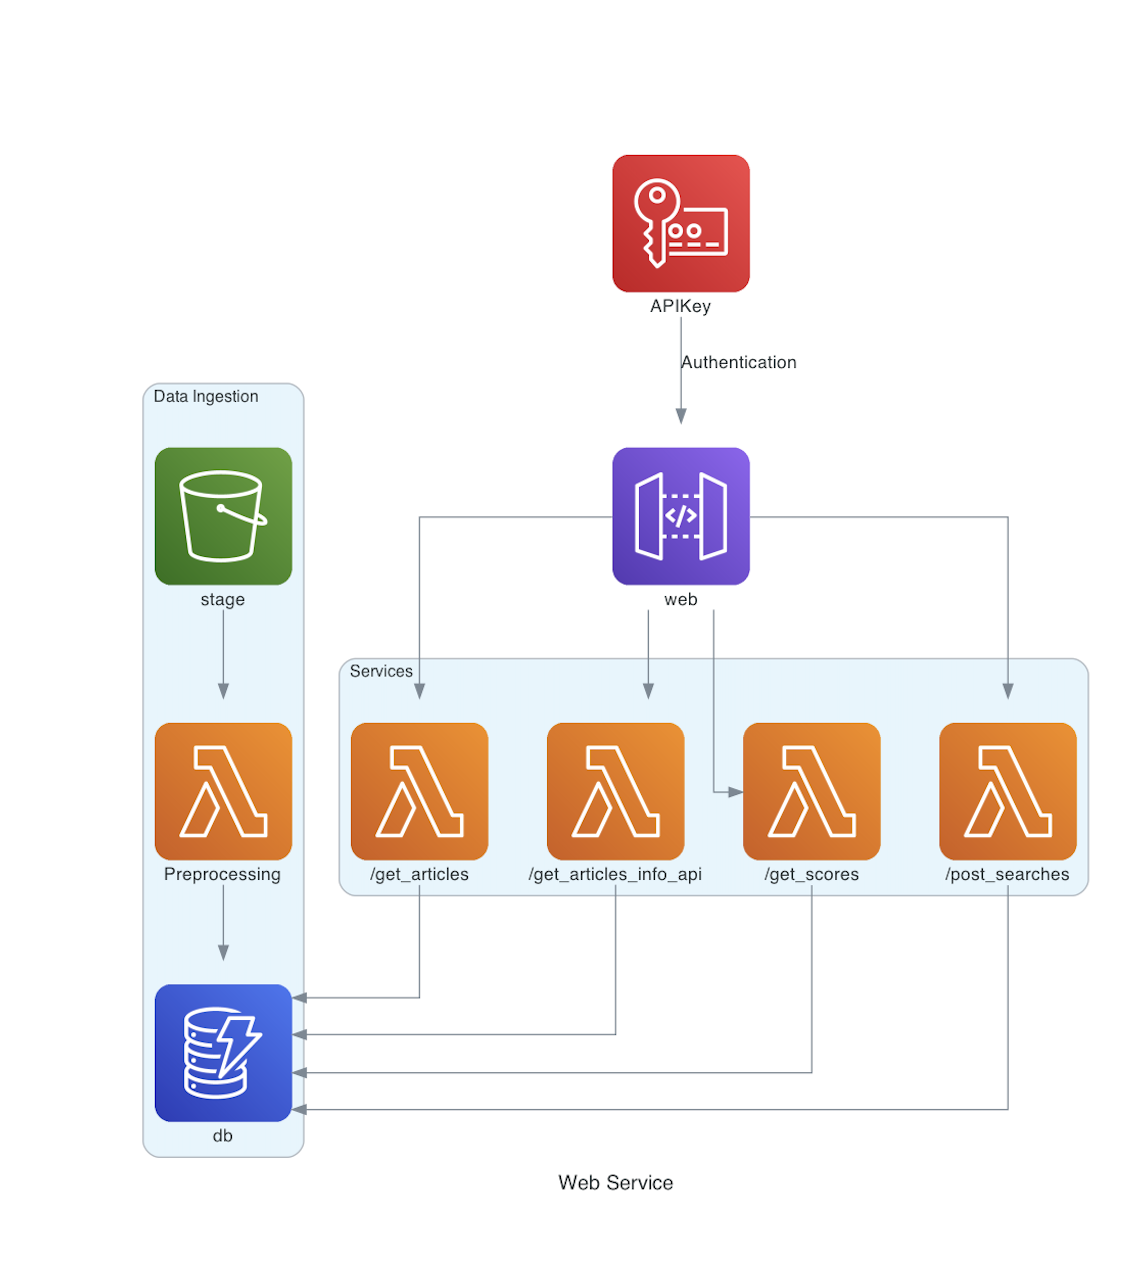 APIKey
Authentication
Data Ingestion
stage
web
Services
Preprocessing
/get_articles
/get_articles_info_api
/get_scores
/post_searches
db
Web Service